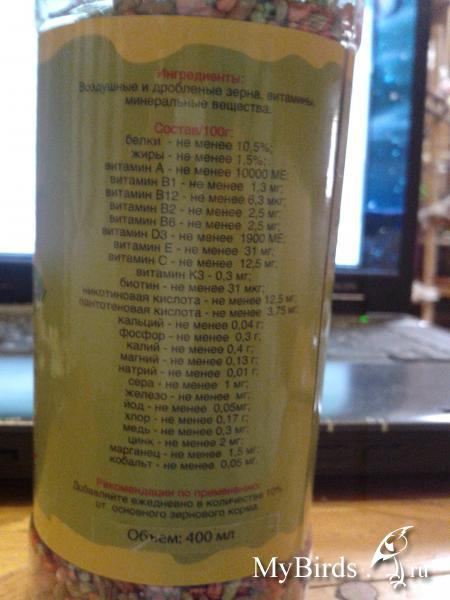 Ингредиенты:
Воздушные и дробленые зерна, витамины,
минеральные вещества.
Состав/100г:
белки - не менее 10,5%;
жиры - не менее 1,5%;
витамин А - не менее 10000 МЕ;
витамин В1 - не менее 1,3 мг;
витамин В12 - не менее 6,3 мкг;
витамин В2 - не менее 2,5 мг;
витамин В6 - не менее 2,5 мг;
витамин D3 - не менее 1900 МЕ;
витамин Е - не менее 31 мг;
витамин С - не менее 12,5 мг;
витамин К3 - 0,3 мг;
биотин - не менее 31 мкг;
никотиновая кислота - не менее 12,5 мг;
пантотеновая кислота - не менее 3,75 мг;
кальций - не менее 0,04 г;
фосфор - не менее 0,3 г;
калий - не менее 0,4 г;
магний - не менее 0,13 г;
натрий - не менее 0,01 г;
сера - не менее 1 мг;
железо - не менее мг;
йод - не менее 0,05мг;
хлор - не менее 0,17 г;
медь - не менее 0,3 мг;
цинк - не менее 2 мг;
марганец - не менее 1,5 мг;
кобальт - не менее 0,05 мг.
Рекомендации по применению:
Добавляйте ежедневно в количестве 10%
от основного зернового корма.
Объем: 400 мл
MyBirds.ru